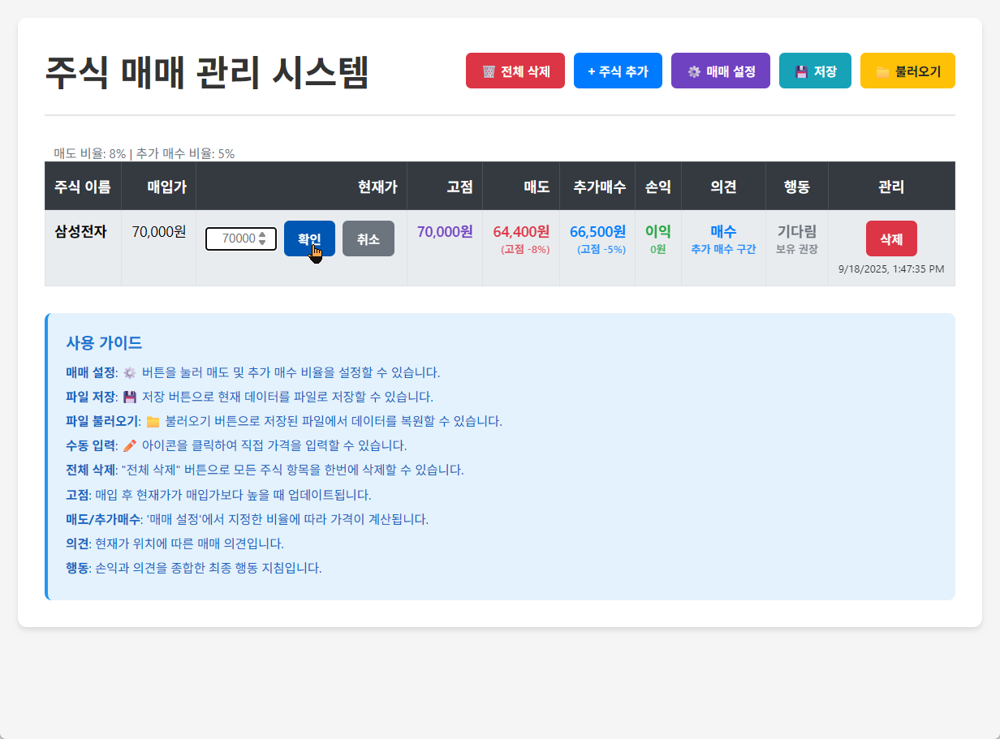 주식 매매 관리 시스템
🗑️ 전체 삭제
+ 주식 추가
⚙️ 매매 설정
💾 저장
📁 불러오기
매도 비율: 8% | 추가 매수 비율: 5%
주식 이름 매입가 현재가 고점 매도 추가매수 손익 의견 행동 관리
삼성전자 70,000원 70000 확인 취소 70,000원 64,400원 66,500원 이익 매수 기다림 삭제
(고점 -8%) (고점 -5%) 0원 추가 매수 구간 보유 권장
9/18/2025, 1:47:35 PM
사용 가이드
매매 설정: ⚙️ 버튼을 눌러 매도 및 추가 매수 비율을 설정할 수 있습니다.
파일 저장: 💾 저장 버튼으로 현재 데이터를 파일로 저장할 수 있습니다.
파일 불러오기: 📁 불러오기 버튼으로 저장된 파일에서 데이터를 복원할 수 있습니다.
수동 입력: ✏️ 아이콘을 클릭하여 직접 가격을 입력할 수 있습니다.
전체 삭제: "전체 삭제" 버튼으로 모든 주식 항목을 한번에 삭제할 수 있습니다.
고점: 매입 후 현재가가 매입가보다 높을 때 업데이트됩니다.
매도/추가매수: '매매 설정'에서 지정한 비율에 따라 가격이 계산됩니다.
의견: 현재가 위치에 따른 매매 의견입니다.
행동: 손익과 의견을 종합한 최종 행동 지침입니다.